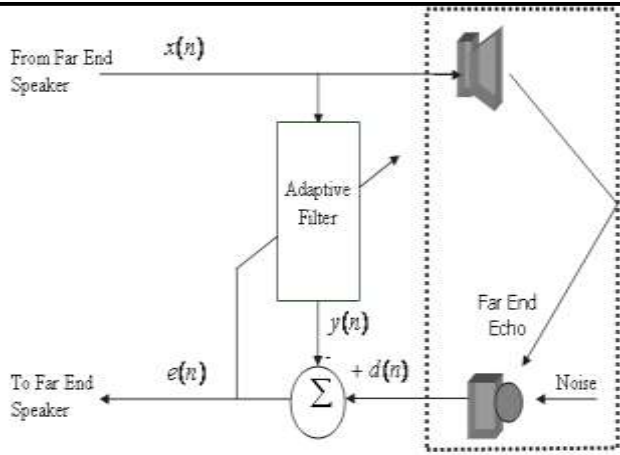 x(n)
From Far End
Speaker
Adaptive
Filter
Far End
Echo
y(n)
-
To Far End
Speaker
e(n)
Σ
+ d(n)
Noise